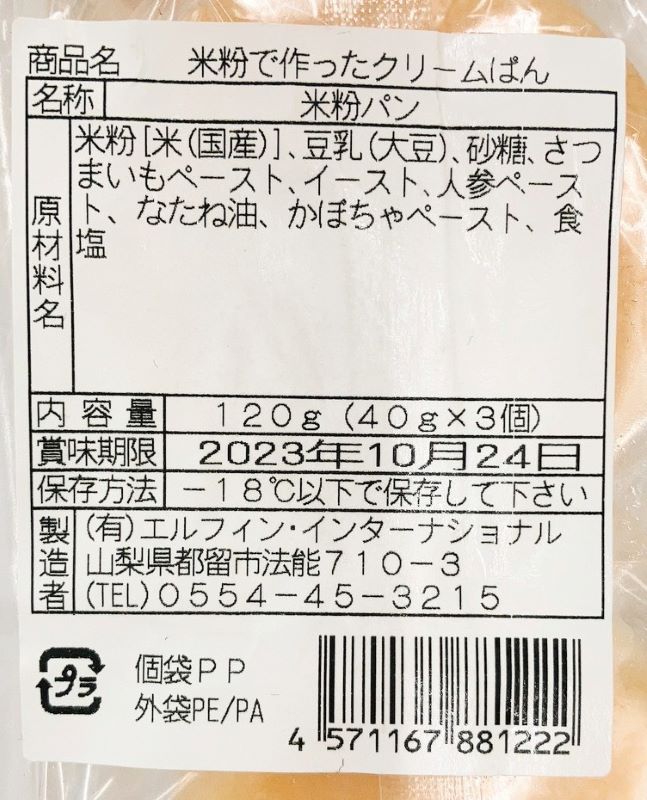 商品名 米粉で作ったクリームぱん
名称 米粉パン
原材料名 米粉[米(国産)]、豆乳(大豆)、砂糖、さつ
まいもペースト、イースト、人参ペース
ト、なたね油、かぼちゃペースト、食
塩
内容量 120g(40g×3個)
賞味期限 2023年10月24日
保存方法 −18℃以下で保存して下さい
製造者 (有)エルフィン・インターナショナル
山梨県都留市法能710−3
(TEL)0554−45−3215
プラ 個袋PP
外袋PE/PA
4 571167 881222